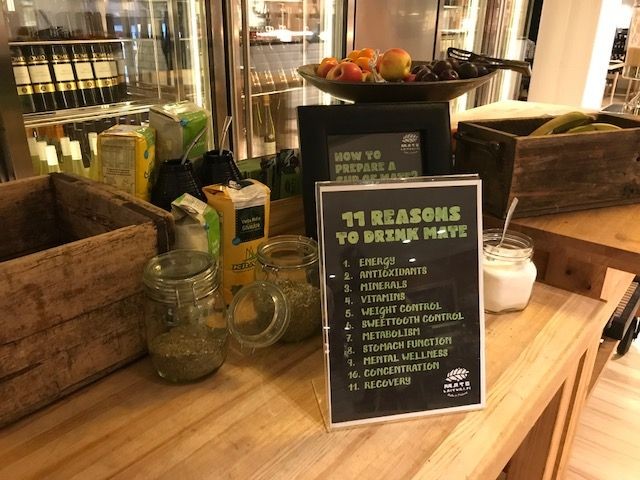 HOW TO
PREPARE A
CUP OF MATE?
MATE
11 REASONS
TO DRINK MATE
1. ENERGY
2. ANTIOXIDANTS
3. MINERALS
4. VITAMINS
5. WEIGHT CONTROL
6. SWEETTOOTH CONTROL
7. METABOLISM
8. STOMACH FUNCTION
9. MENTAL WELLNESS
10. CONCENTRATION
11. RECOVERY
MATE